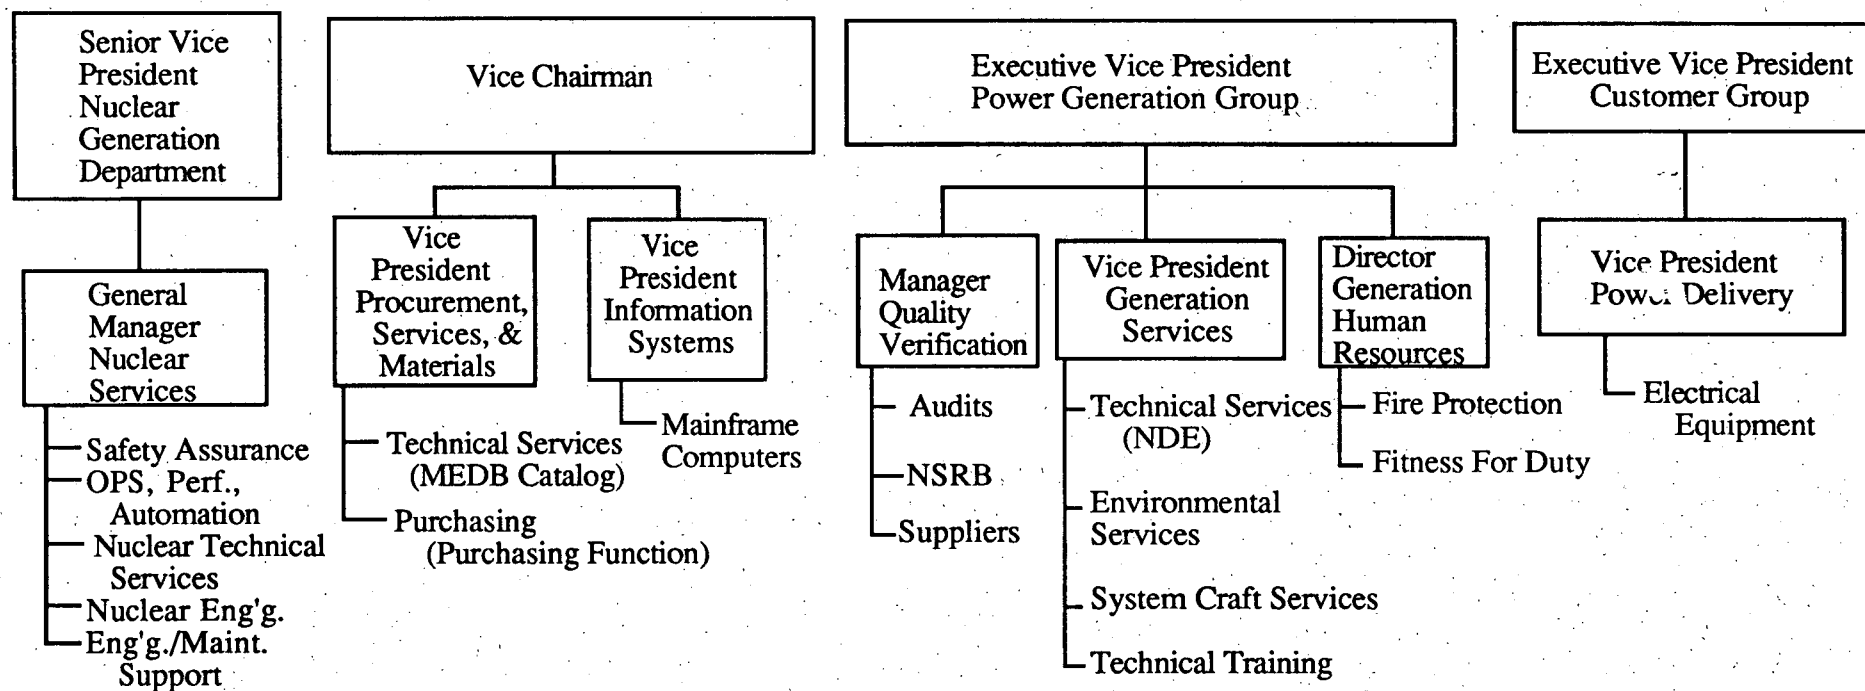 Senior Vice
President
Nuclear
Generation
Department
Vice Chairman
Executive Vice President
Power Generation Group
Executive Vice President
Customer Group
General
Manager
Nuclear
Services
Vice
President
Procurement,
Services, &
Materials
Vice
President
Information
Systems
Manager
Quality
Verification
Vice President
Generation
Services
Director
Generation
Human
Resources
Vice President
Power Delivery
Safety Assurance
OPS, Perf.,
Automation
Nuclear Technical
Services
Nuclear Eng'g.
Eng'g./Maint.
Support
Technical Services
(MEDB Catalog)
Purchasing
(Purchasing Function)
Mainframe
Computers
Audits
NSRB
Suppliers
Technical Services
(NDE)
Environmental
Services
System Craft Services
Technical Training
Fire Protection
Fitness For Duty
Electrical
Equipment